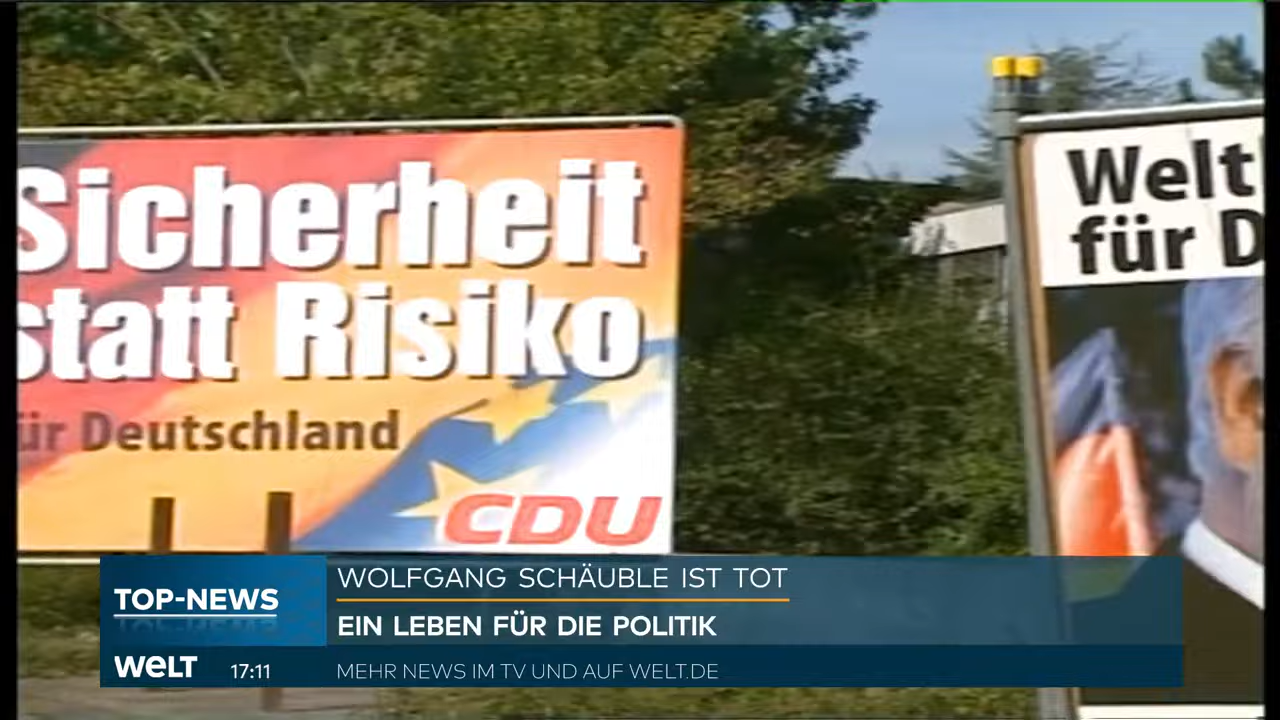 Sicherheit
statt Risiko
ür Deutschland
CDU
Welt
für D
TOP-NEWS
WOLFGANG SCHÄUBLE IST TOT
EIN LEBEN FÜR DIE POLITIK
WELT
17:11
MEHR NEWS IM TV UND AUF WELT.DE